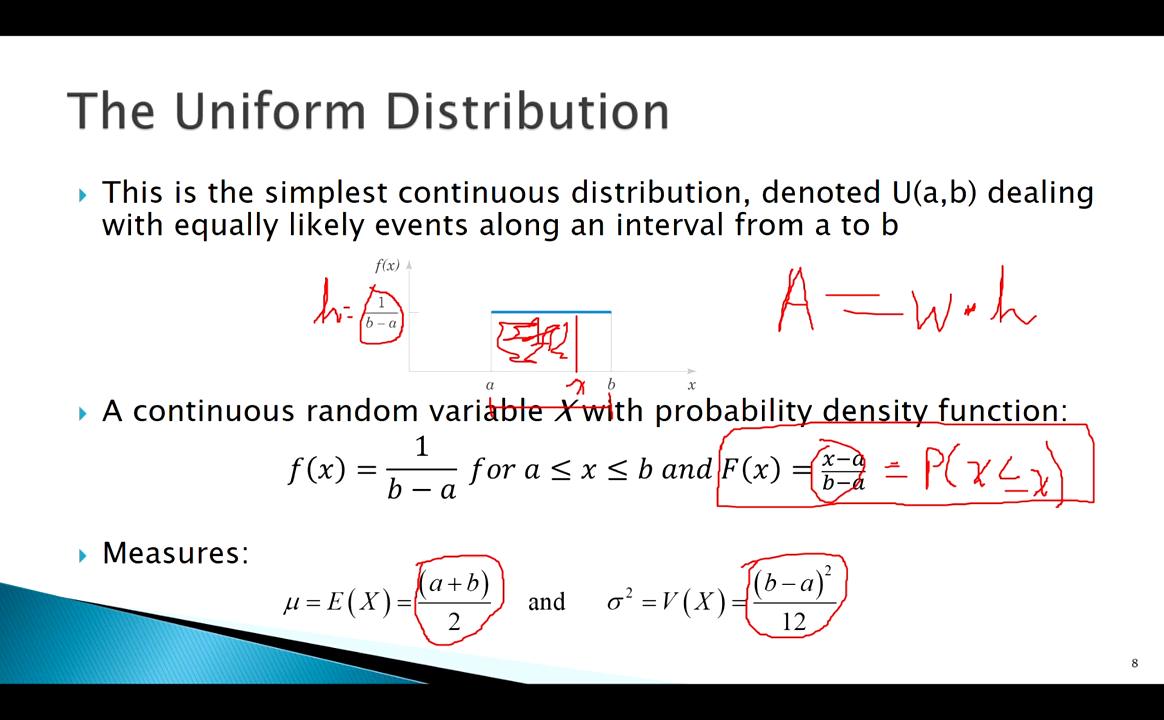 The Uniform Distribution
This is the simplest continuous distribution, denoted U(a,b) dealing
with equally likely events along an interval from a to b
f(x)
h = 1/(b – a)
A = w · h
a x b x
A continuous random variable X with probability density function:
f(x) = 1/(b − a) for a ≤ x ≤ b and F(x) = (x−a)/(b−a) = P(X ≤ x)
Measures:
μ = E(X) = (a + b)/2 and σ² = V(X) = (b − a)²/12
8